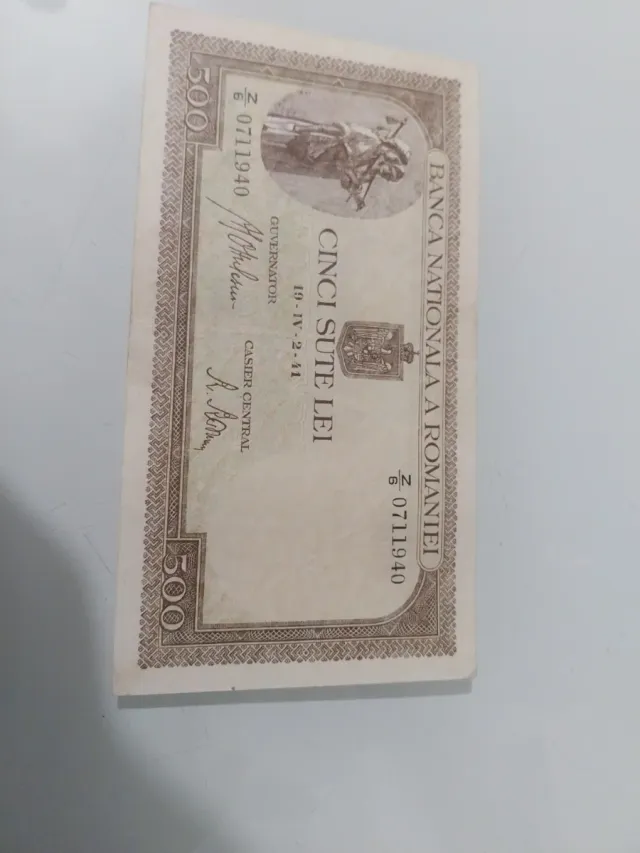 BANCA NATIONALA A ROMANIEI
Z/6 0711940
Z/6 0711940
CINCI SUTE LEI
19-IV-2-41
GUVERNATOR
CASIER CENTRAL
500
500